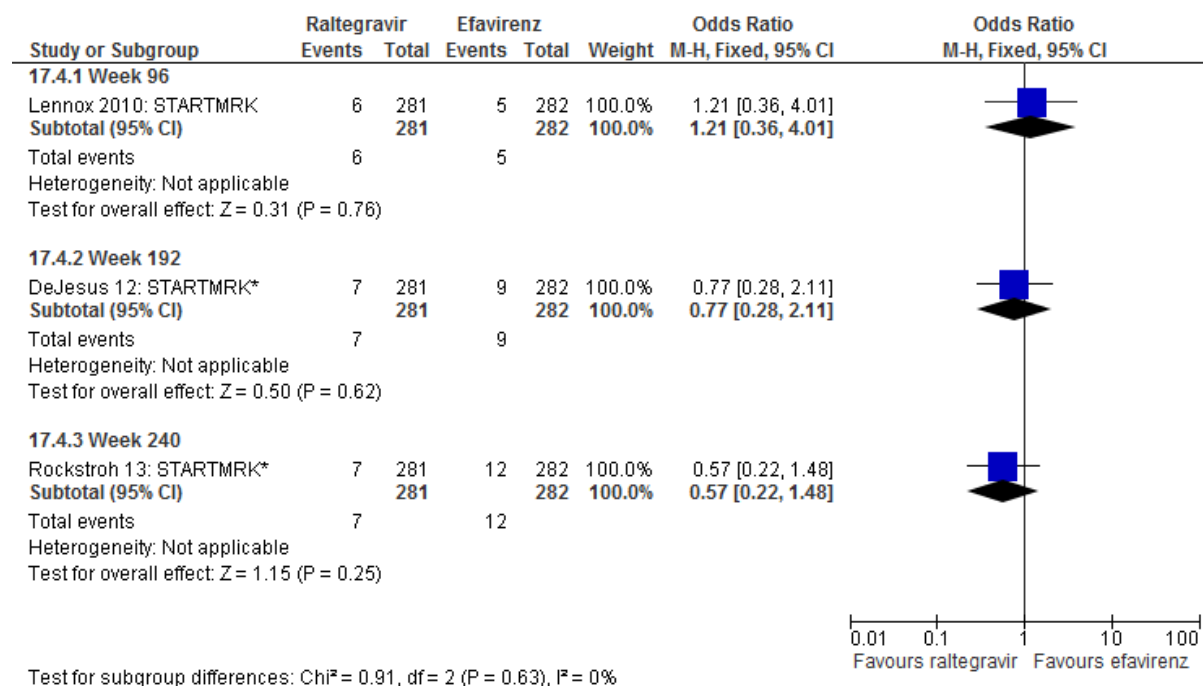 Raltegravir Efavirenz Odds Ratio Odds Ratio
Study or Subgroup Events Total Events Total Weight M-H, Fixed, 95% CI M-H, Fixed, 95% CI
17.4.1 Week 96
Lennox 2010: STARTMRK 6 281 5 282 100.0% 1.21 [0.36, 4.01]
Subtotal (95% CI) 281 282 100.0% 1.21 [0.36, 4.01]
Total events 6 5
Heterogeneity: Not applicable
Test for overall effect: Z = 0.31 (P = 0.76)
17.4.2 Week 192
DeJesus 12: STARTMRK* 7 281 9 282 100.0% 0.77 [0.28, 2.11]
Subtotal (95% CI) 281 282 100.0% 0.77 [0.28, 2.11]
Total events 7 9
Heterogeneity: Not applicable
Test for overall effect: Z = 0.50 (P = 0.62)
17.4.3 Week 240
Rockstroh 13: STARTMRK* 7 281 12 282 100.0% 0.57 [0.22, 1.48]
Subtotal (95% CI) 281 282 100.0% 0.57 [0.22, 1.48]
Total events 7 12
Heterogeneity: Not applicable
Test for overall effect: Z = 1.15 (P = 0.25)
0.01 0.1 1 10 100
Favours raltegravir Favours efavirenz
Test for subgroup differences: Chi² = 0.91, df = 2 (P = 0.63), I² = 0%